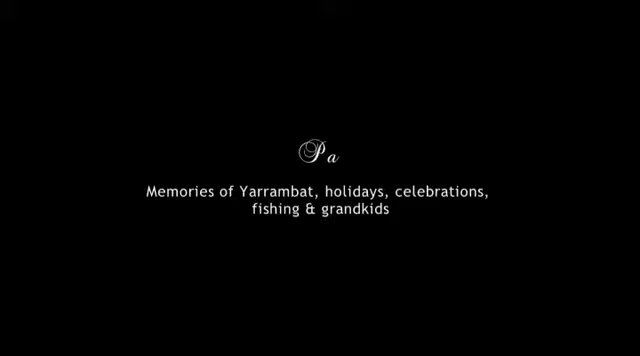 Pa
Memories of Yarrambat, holidays, celebrations,
fishing & grandkids